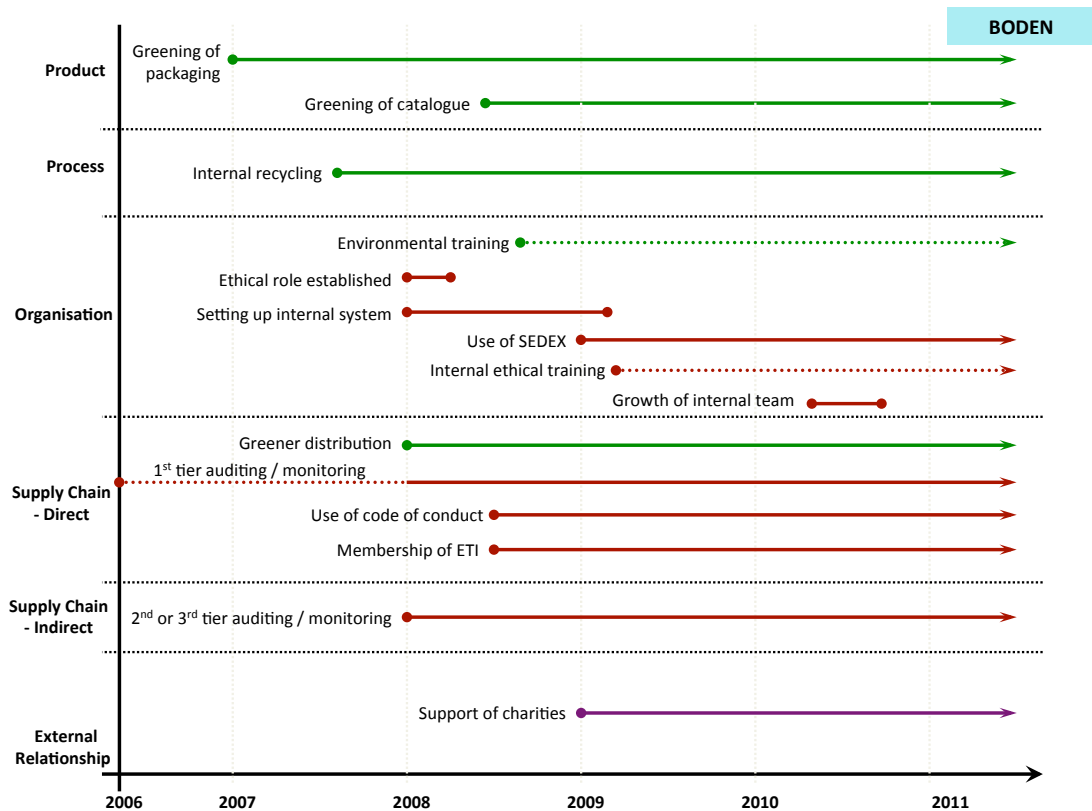 BODEN
Greening of
packaging
Product
Greening of catalogue
Process
Internal recycling
Environmental training
Ethical role established
Organisation
Setting up internal system
Use of SEDEX
Internal ethical training
Growth of internal team
Greener distribution
1st tier auditing / monitoring
Supply Chain
- Direct
Use of code of conduct
Membership of ETI
Supply Chain
- Indirect
2nd or 3rd tier auditing / monitoring
Support of charities
External
Relationship
2006 2007 2008 2009 2010 2011